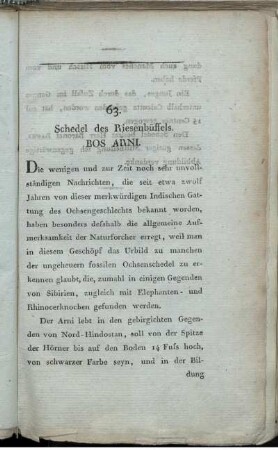 63.
Schedel des Riesenbüffels.
BOS ARNI.
Die wenigen und zur Zeit noch sehr unvoll-
ständigen Nachrichten, die seit etwa zwölf
Jahren von dieser merkwürdigen Indischen Gat-
tung des Ochsengeschlechts bekannt worden,
haben besonders deſshalb die allgemeine Auf-
merksamkeit der Naturforscher erregt, weil man
in diesem Geschöpf das Urbild zu manchen
der ungeheuren fossilen Ochsenschedel zu er-
kennen glaubt, die, zumahl in einigen Gegenden
von Sibirien, zugleich mit Elephanten- und
Rhinocerknochen gefunden werden.
Der Arni lebt in den gebirgichten Gegen-
den von Nord-Hindostan, soll von der Spitze
der Hörner bis auf den Boden 14 Fuſs hoch,
von schwarzer Farbe seyn, und in der Bil-
dung